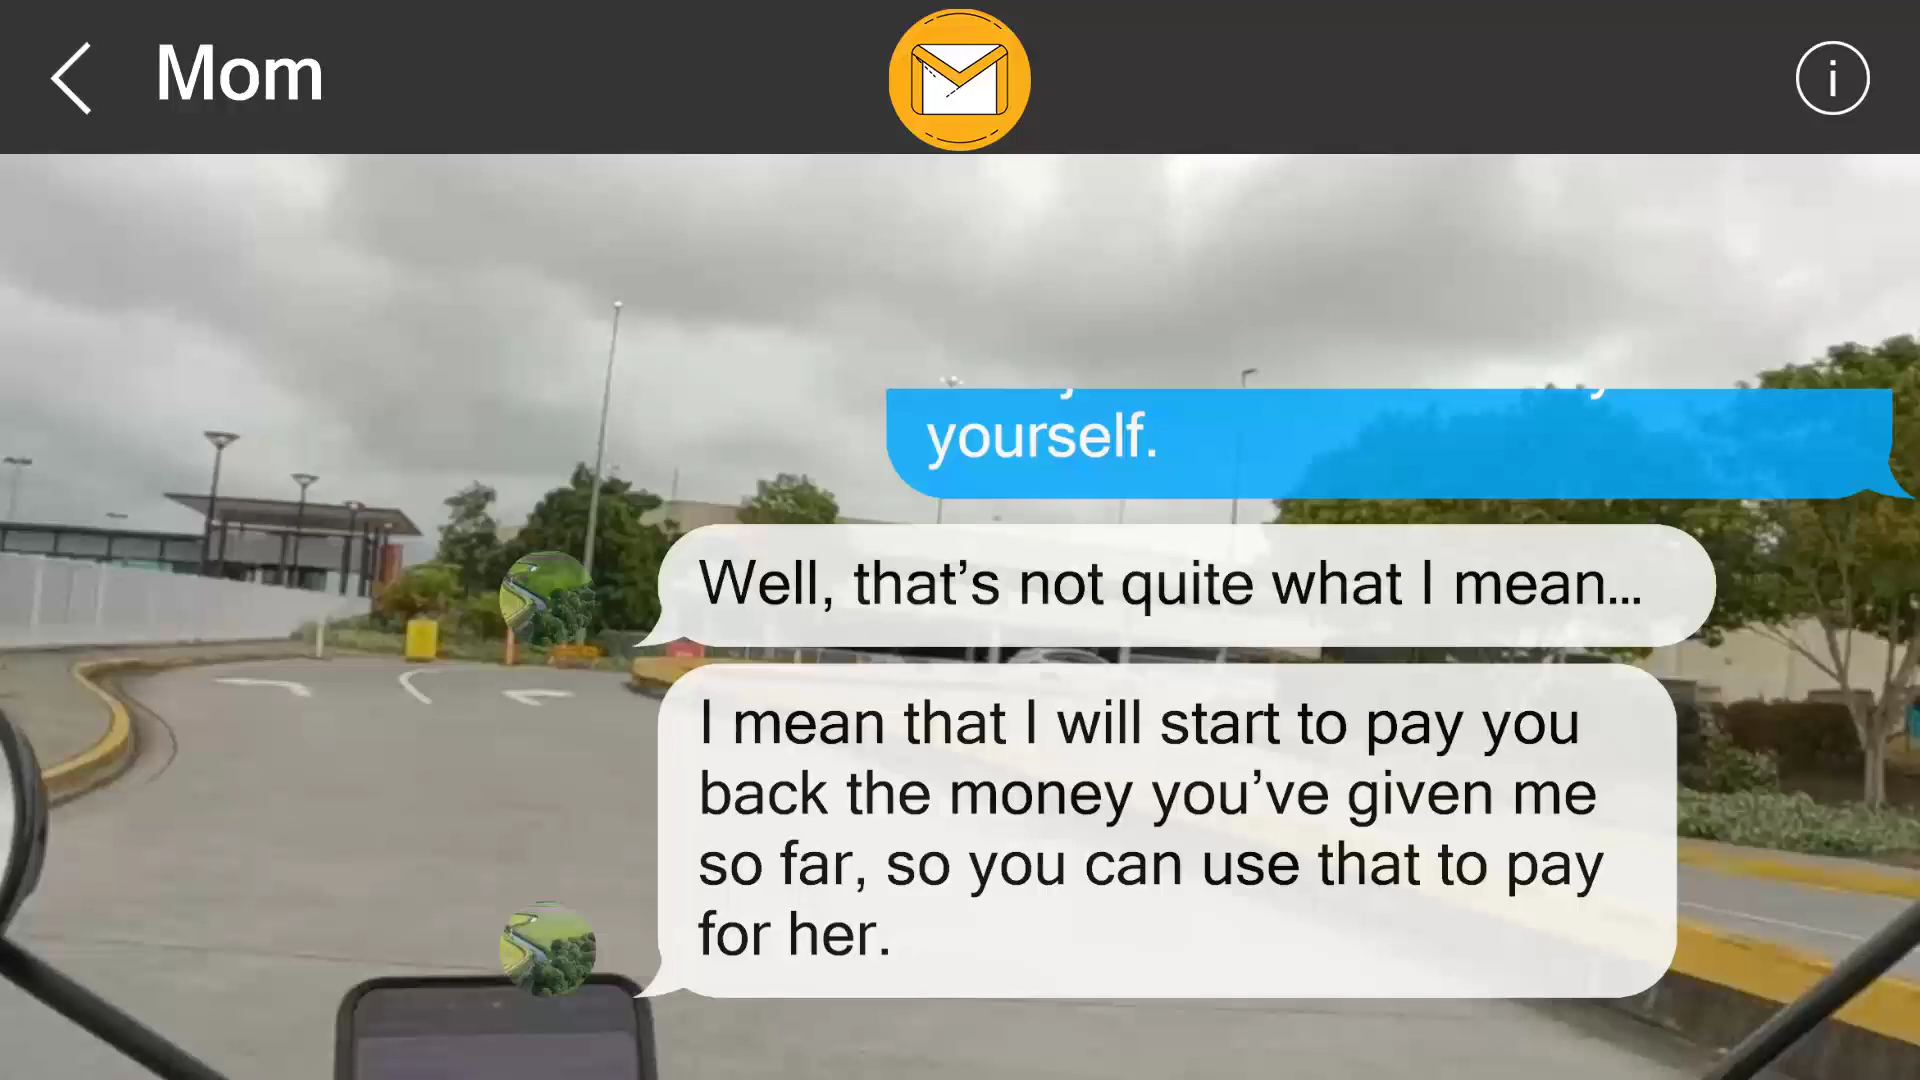 Mom
i
yourself.
Well, that’s not quite what I mean...
I mean that I will start to pay you
back the money you’ve given me
so far, so you can use that to pay
for her.